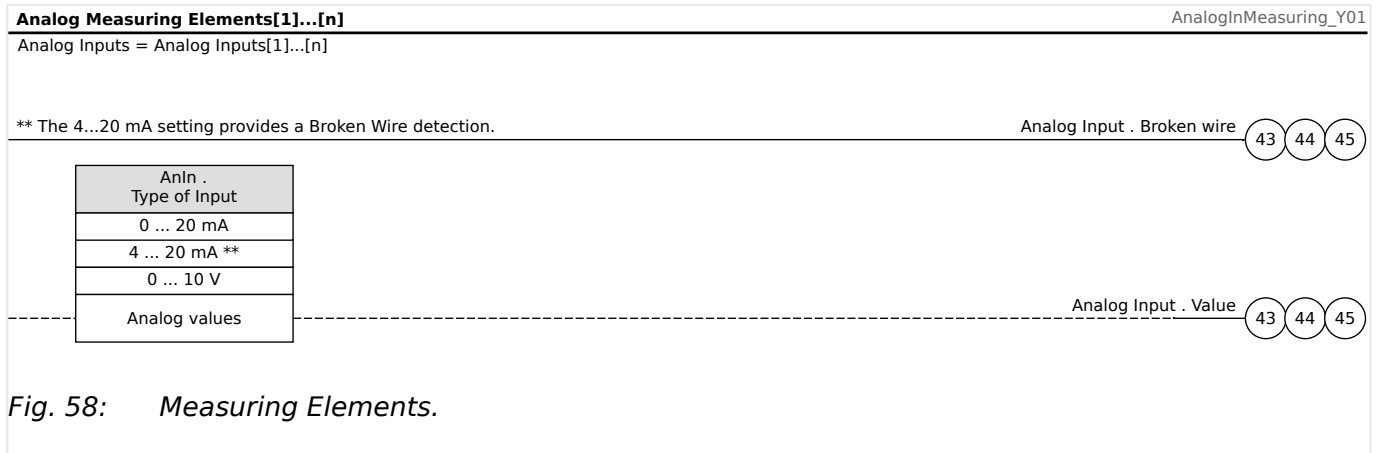 Analog Measuring Elements[1]...[n] AnalogInMeasuring_Y01
Analog Inputs = Analog Inputs[1]...[n]
** The 4...20 mA setting provides a Broken Wire detection. Analog Input . Broken wire 43 44 45
AnIn .
Type of Input
0 ... 20 mA
4 ... 20 mA **
0 ... 10 V
Analog values Analog Input . Value 43 44 45
Fig. 58: Measuring Elements.